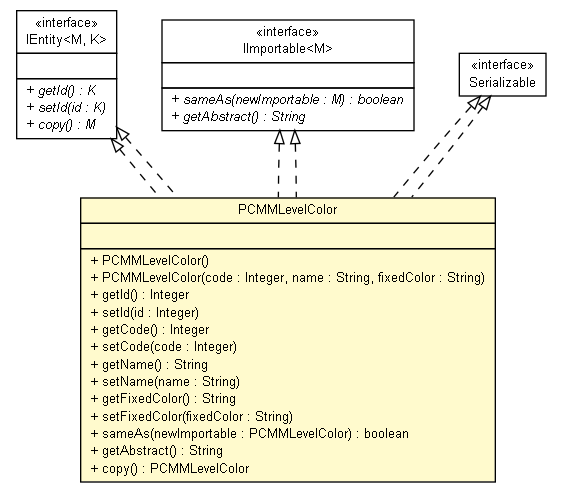 «interface»
IEntity<M, K>
+ getId() : K
+ setId(id : K)
+ copy() : M
«interface»
IImportable<M>
+ sameAs(newImportable : M) : boolean
+ getAbstract() : String
«interface»
Serializable
PCMMLevelColor
+ PCMMLevelColor()
+ PCMMLevelColor(code : Integer, name : String, fixedColor : String)
+ getId() : Integer
+ setId(id : Integer)
+ getCode() : Integer
+ setCode(code : Integer)
+ getName() : String
+ setName(name : String)
+ getFixedColor() : String
+ setFixedColor(fixedColor : String)
+ sameAs(newImportable : PCMMLevelColor) : boolean
+ getAbstract() : String
+ copy() : PCMMLevelColor